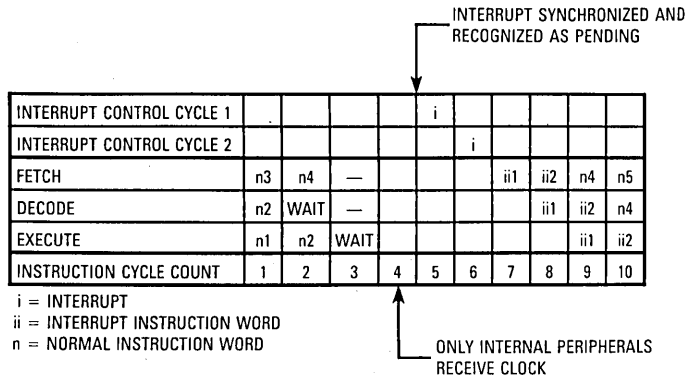 INTERRUPT SYNCHRONIZED AND
RECOGNIZED AS PENDING
INTERRUPT CONTROL CYCLE 1 i
INTERRUPT CONTROL CYCLE 2 i
FETCH n3 n4 — ii1 ii2 n4 n5
DECODE n2 WAIT — ii1 ii2 n4
EXECUTE n1 n2 WAIT ii1 ii2
INSTRUCTION CYCLE COUNT 1 2 3 4 5 6 7 8 9 10
i = INTERRUPT
ii = INTERRUPT INSTRUCTION WORD
n = NORMAL INSTRUCTION WORD
ONLY INTERNAL PERIPHERALS
RECEIVE CLOCK